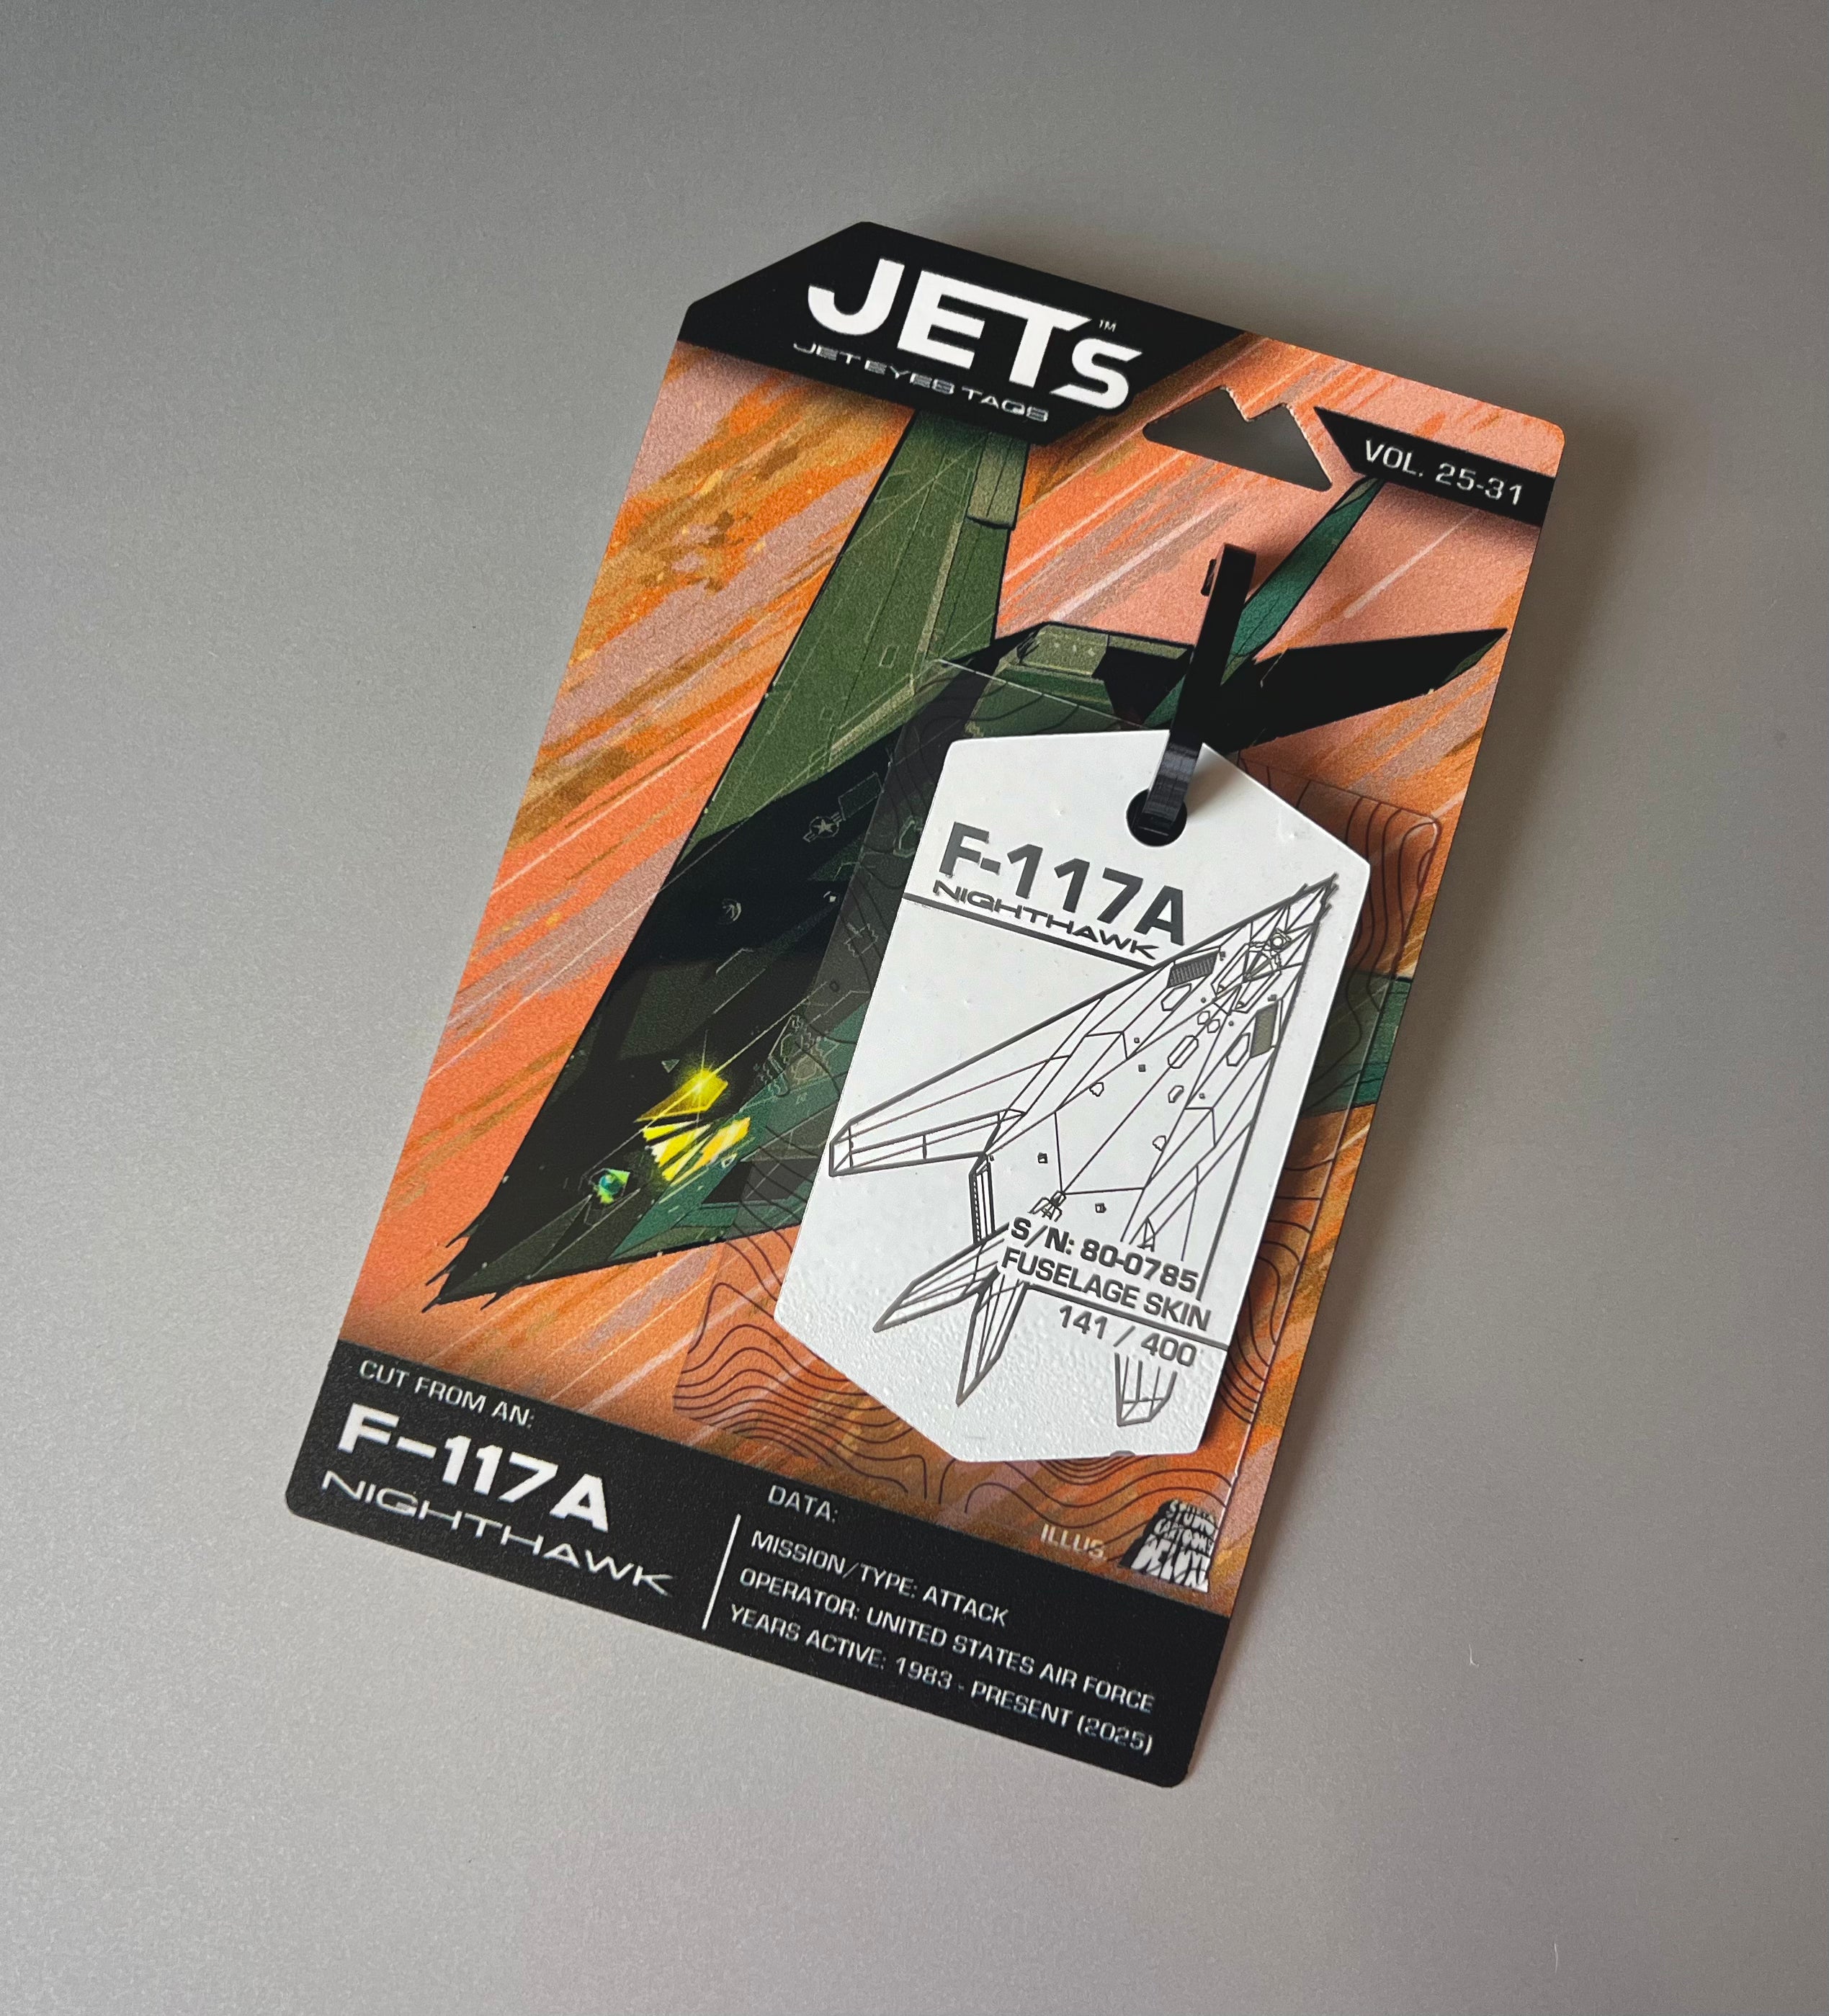 JETS™
JET EYES TAGS
VOL. 25-31
F-117A
NIGHTHAWK
S/N: 80-0785
FUSELAGE SKIN
141 / 400
CUT FROM AN:
F-117A
NIGHTHAWK
DATA:
MISSION/TYPE: ATTACK
OPERATOR: UNITED STATES AIR FORCE
YEARS ACTIVE: 1983 - PRESENT (2025)
ILLUS.